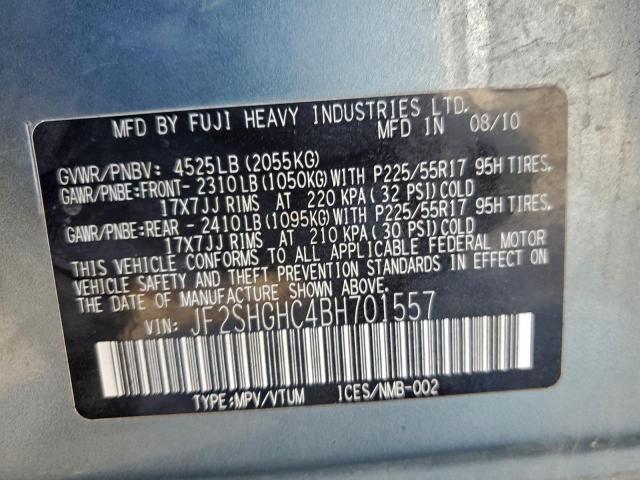 MFD BY FUJI HEAVY INDUSTRIES LTD.
MFD IN 08/10
GVWR/PNBV: 4525LB (2055KG)
GAWR/PNBE:FRONT- 2310LB(1050KG)WITH P225/55R17 95H TIRES,
17X7JJ RIMS AT 220 KPA (32 PSI) COLD
GAWR/PNBE:REAR - 2410LB(1095KG)WITH P225/55R17 95H TIRES,
17X7JJ RIMS AT 210 KPA(30 PSI)COLD
THIS VEHICLE CONFORMS TO ALL APPLICABLE FEDERAL MOTOR
VEHICLE SAFETY AND THEFT PREVENTION STANDARDS IN EFFECT ON
THE DATE OF MANUFACTURE SHOWN ABOVE.
VIN: JF2SHGHC4BH701557
TYPE:MPV/VTUM ICES/NMB-002